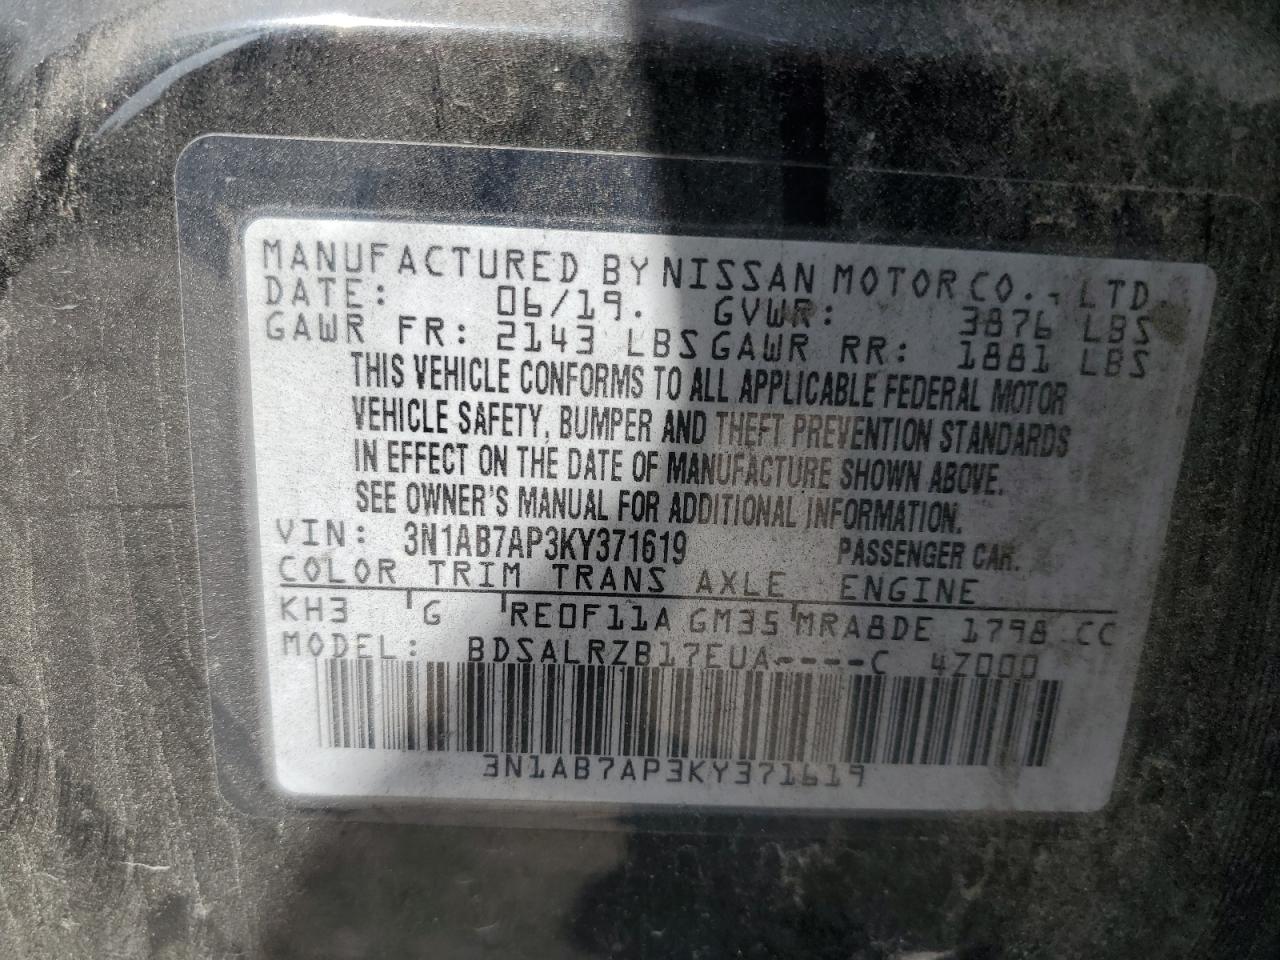 MANUFACTURED BY NISSAN MOTOR CO., LTD
DATE: 06/19. GVWR: 3876 LBS
GAWR FR: 2143 LBS GAWR RR: 1881 LBS
THIS VEHICLE CONFORMS TO ALL APPLICABLE FEDERAL MOTOR
VEHICLE SAFETY, BUMPER AND THEFT PREVENTION STANDARDS
IN EFFECT ON THE DATE OF MANUFACTURE SHOWN ABOVE.
SEE OWNER'S MANUAL FOR ADDITIONAL INFORMATION.
VIN: 3N1AB7AP3KY371619 PASSENGER CAR.
COLOR TRIM TRANS AXLE ENGINE
KH3 G RE0F11A GM35 MRA8DE 1798 CC
MODEL: BDSALRZB17EUA----C 4Z000
3N1AB7AP3KY371619